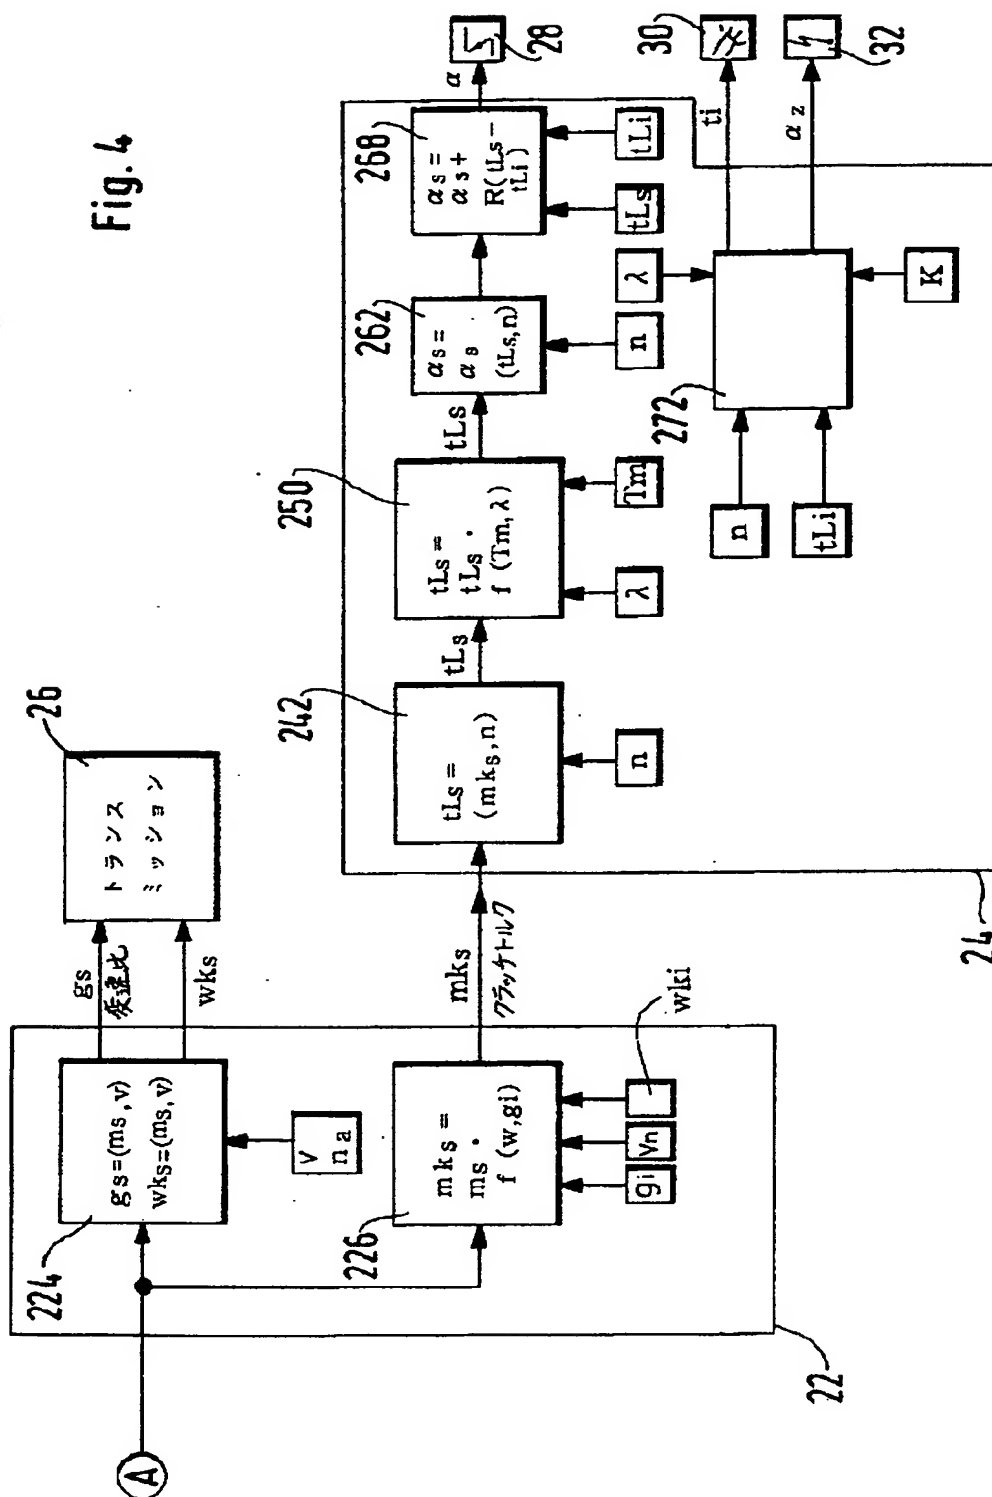 Fig. 4
A
22
224
gs=(ms,v)
wks=(ms,v)
V
na
gs
変速比
wks
26
トランス
ミッション
226
mks =
ms ·
f (w,gi)
gi
Vn
wki
mks
クラッチトルク
24
242
tLs=
(mks,n)
n
tLs
250
tLs=
tLs ·
f (Tm,λ)
λ
Tm
tLs
262
αs=
αs
(tLs,n)
n
268
αs=
αs+
R(tLs−
tLi)
tLs
tLi
α
28
272
n
tLi
λ
K
ti
30
αz
32